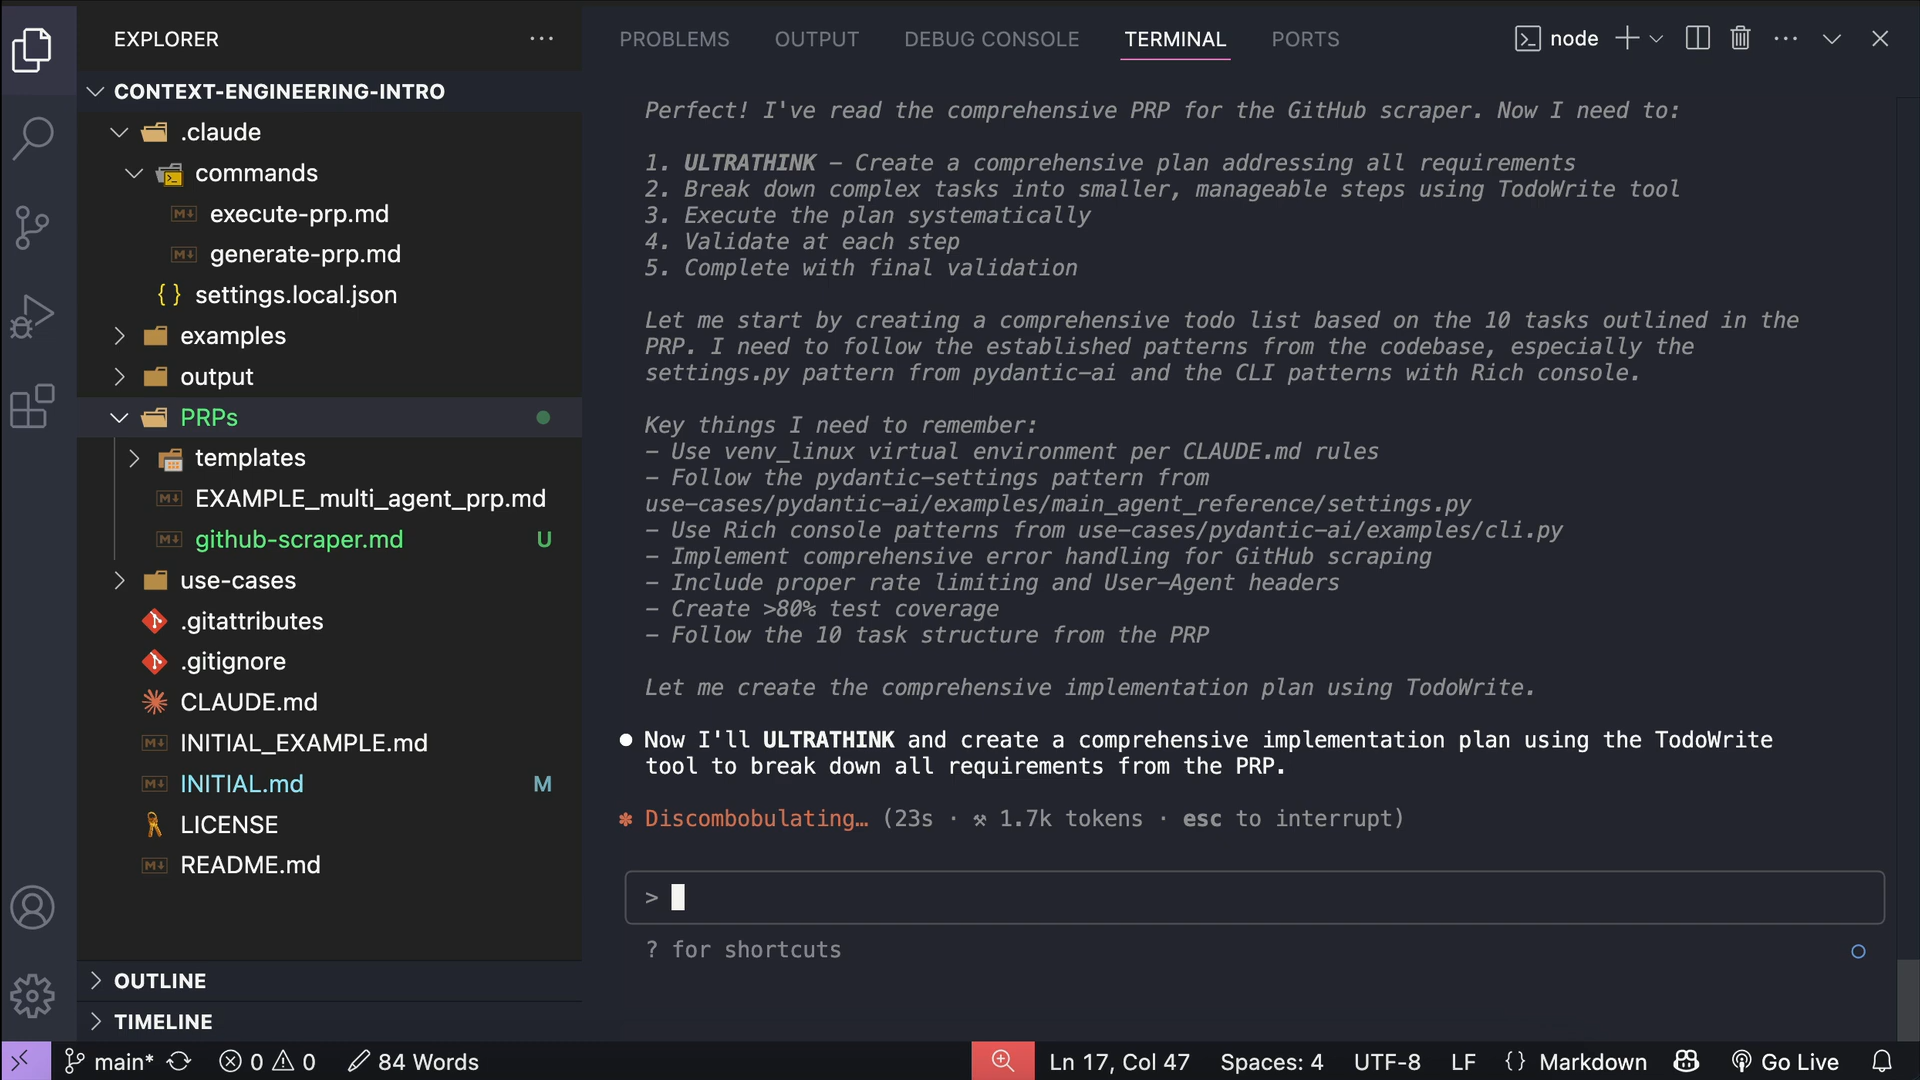 EXPLORER
PROBLEMS OUTPUT DEBUG CONSOLE TERMINAL PORTS
node
CONTEXT-ENGINEERING-INTRO
.claude
commands
execute-prp.md
generate-prp.md
{ } settings.local.json
examples
output
PRPs
templates
EXAMPLE_multi_agent_prp.md
github-scraper.md U
use-cases
.gitattributes
.gitignore
CLAUDE.md
INITIAL_EXAMPLE.md
INITIAL.md M
LICENSE
README.md
OUTLINE
TIMELINE
Perfect! I've read the comprehensive PRP for the GitHub scraper. Now I need to:
1. ULTRATHINK – Create a comprehensive plan addressing all requirements
2. Break down complex tasks into smaller, manageable steps using TodoWrite tool
3. Execute the plan systematically
4. Validate at each step
5. Complete with final validation
Let me start by creating a comprehensive todo list based on the 10 tasks outlined in the
PRP. I need to follow the established patterns from the codebase, especially the
settings.py pattern from pydantic-ai and the CLI patterns with Rich console.
Key things I need to remember:
– Use venv_linux virtual environment per CLAUDE.md rules
– Follow the pydantic-settings pattern from
use-cases/pydantic-ai/examples/main_agent_reference/settings.py
– Use Rich console patterns from use-cases/pydantic-ai/examples/cli.py
– Implement comprehensive error handling for GitHub scraping
– Include proper rate limiting and User-Agent headers
– Create >80% test coverage
– Follow the 10 task structure from the PRP
Let me create the comprehensive implementation plan using TodoWrite.
● Now I'll ULTRATHINK and create a comprehensive implementation plan using the TodoWrite
tool to break down all requirements from the PRP.
✽ Discombobulating… (23s · ⚒ 1.7k tokens · esc to interrupt)
>
? for shortcuts
main* 0 0 84 Words Ln 17, Col 47 Spaces: 4 UTF-8 LF { } Markdown Go Live